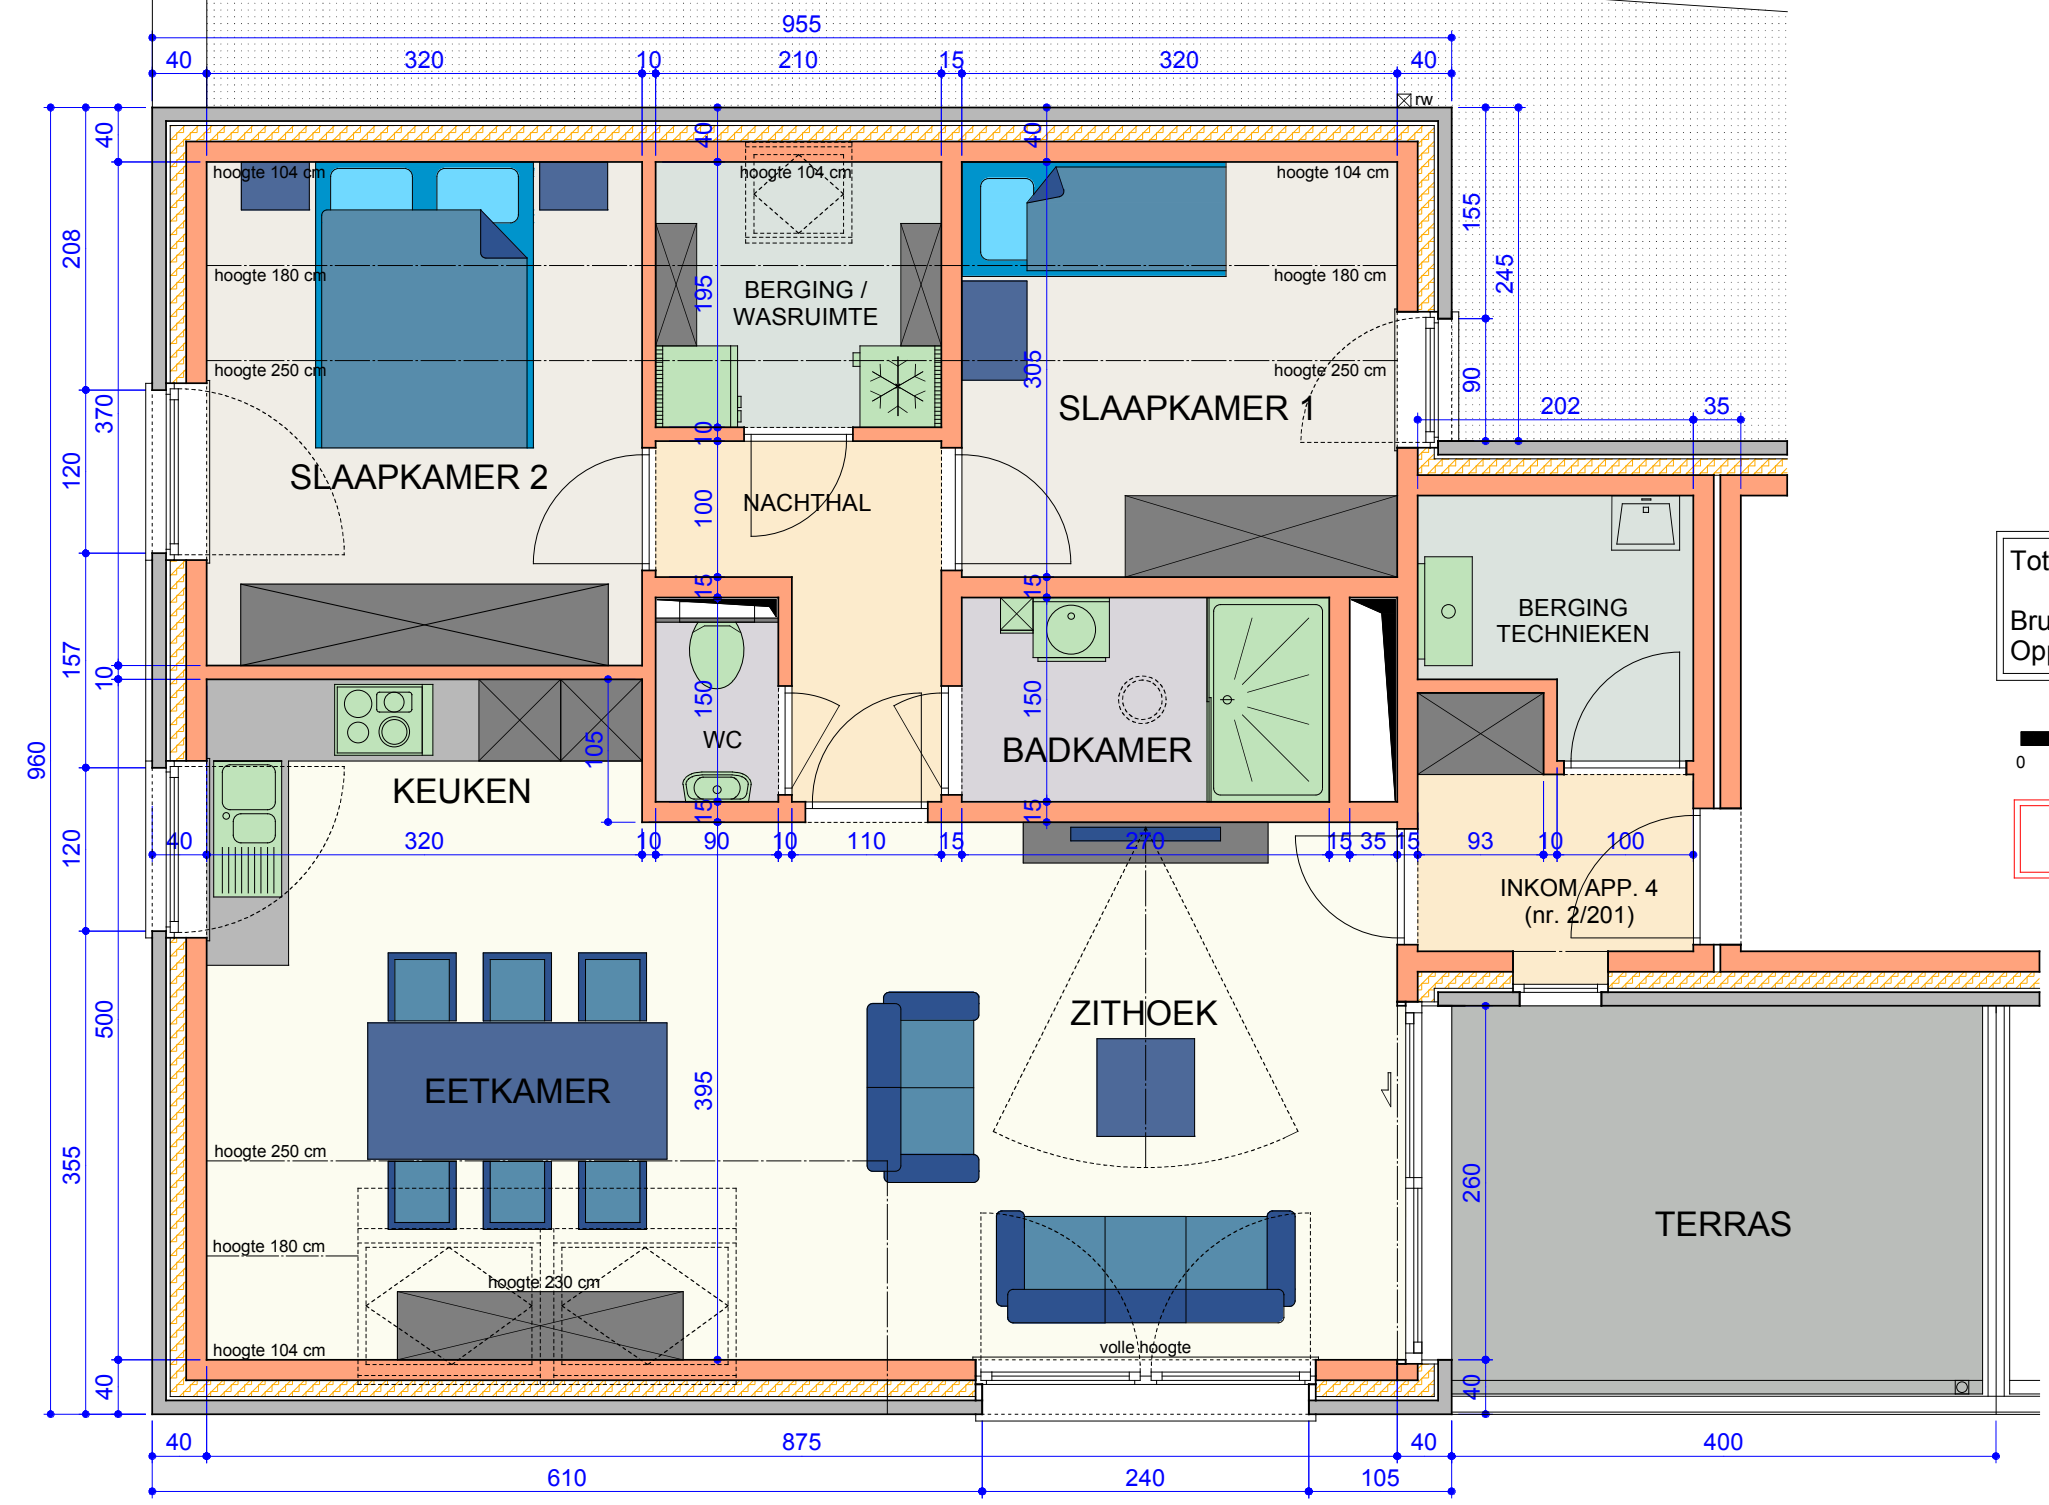 955
40 320 10 210 15 320 40
rw
40 40 40
hoogte 104 cm hoogte 104 cm hoogte 104 cm
155
208
245
hoogte 180 cm hoogte 180 cm
195
BERGING /
WASRUIMTE
hoogte 250 cm hoogte 250 cm
305
90
370
SLAAPKAMER 1
202 35
10
120
SLAAPKAMER 2
100
NACHTHAL
Tot
15 15
BERGING
TECHNIEKEN
Bru
Opp
157
10
150 150
WC
BADKAMER
105
960
KEUKEN
0
15 15
120
40 320 10 90 10 110 15 270 15 35 15 93 10 100
INKOM APP. 4
(nr. 2/201)
500
ZITHOEK
EETKAMER
395
hoogte 250 cm
355
260
TERRAS
hoogte 180 cm
hoogte 230 cm
hoogte 104 cm
volle hoogte
40 40
40 875 40 400
610 240 105